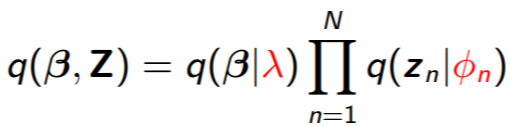 q(β, Z) = q(β|λ) ∏_{n=1}^{N} q(z_n|ϕ_n)